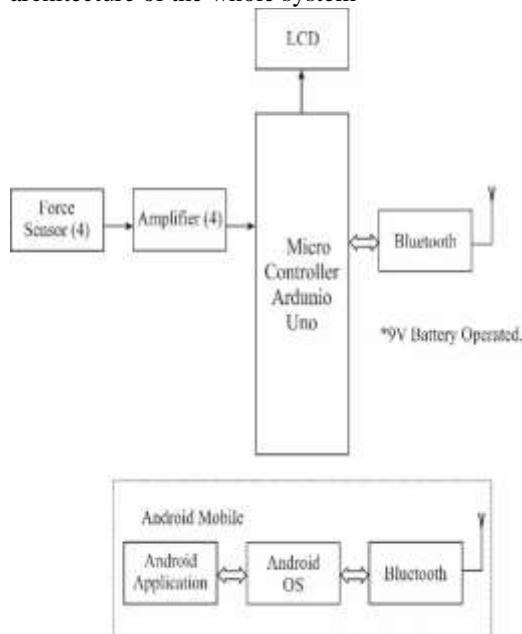 architecture of the whole system
LCD
Force
Sensor (4)
Amplifier (4)
Micro
Controller
Ardunio
Uno
Bluetooth
*9V Battery Operated.
Android Mobile
Android
Application
Android
OS
Bluetooth